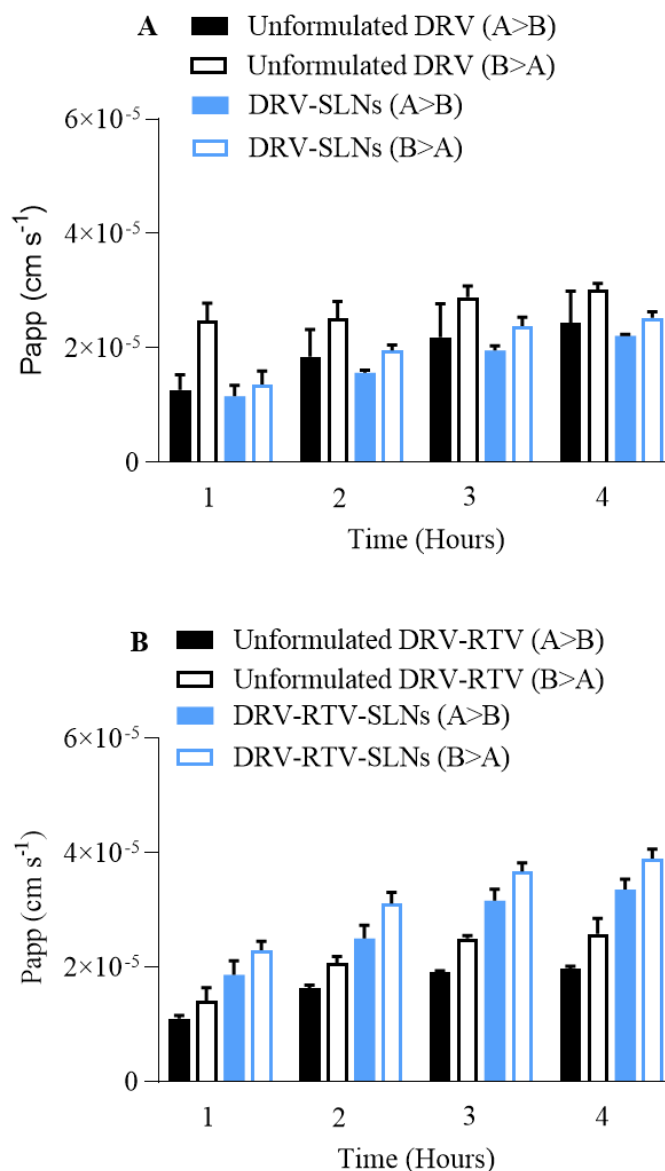 A Unformulated DRV (A>B)
Unformulated DRV (B>A)
DRV-SLNs (A>B)
DRV-SLNs (B>A)
6×10⁻⁵
4×10⁻⁵
2×10⁻⁵
0
Papp (cm s⁻¹)
1 2 3 4
Time (Hours)
B Unformulated DRV-RTV (A>B)
Unformulated DRV-RTV (B>A)
DRV-RTV-SLNs (A>B)
DRV-RTV-SLNs (B>A)
6×10⁻⁵
4×10⁻⁵
2×10⁻⁵
0
Papp (cm s⁻¹)
1 2 3 4
Time (Hours)